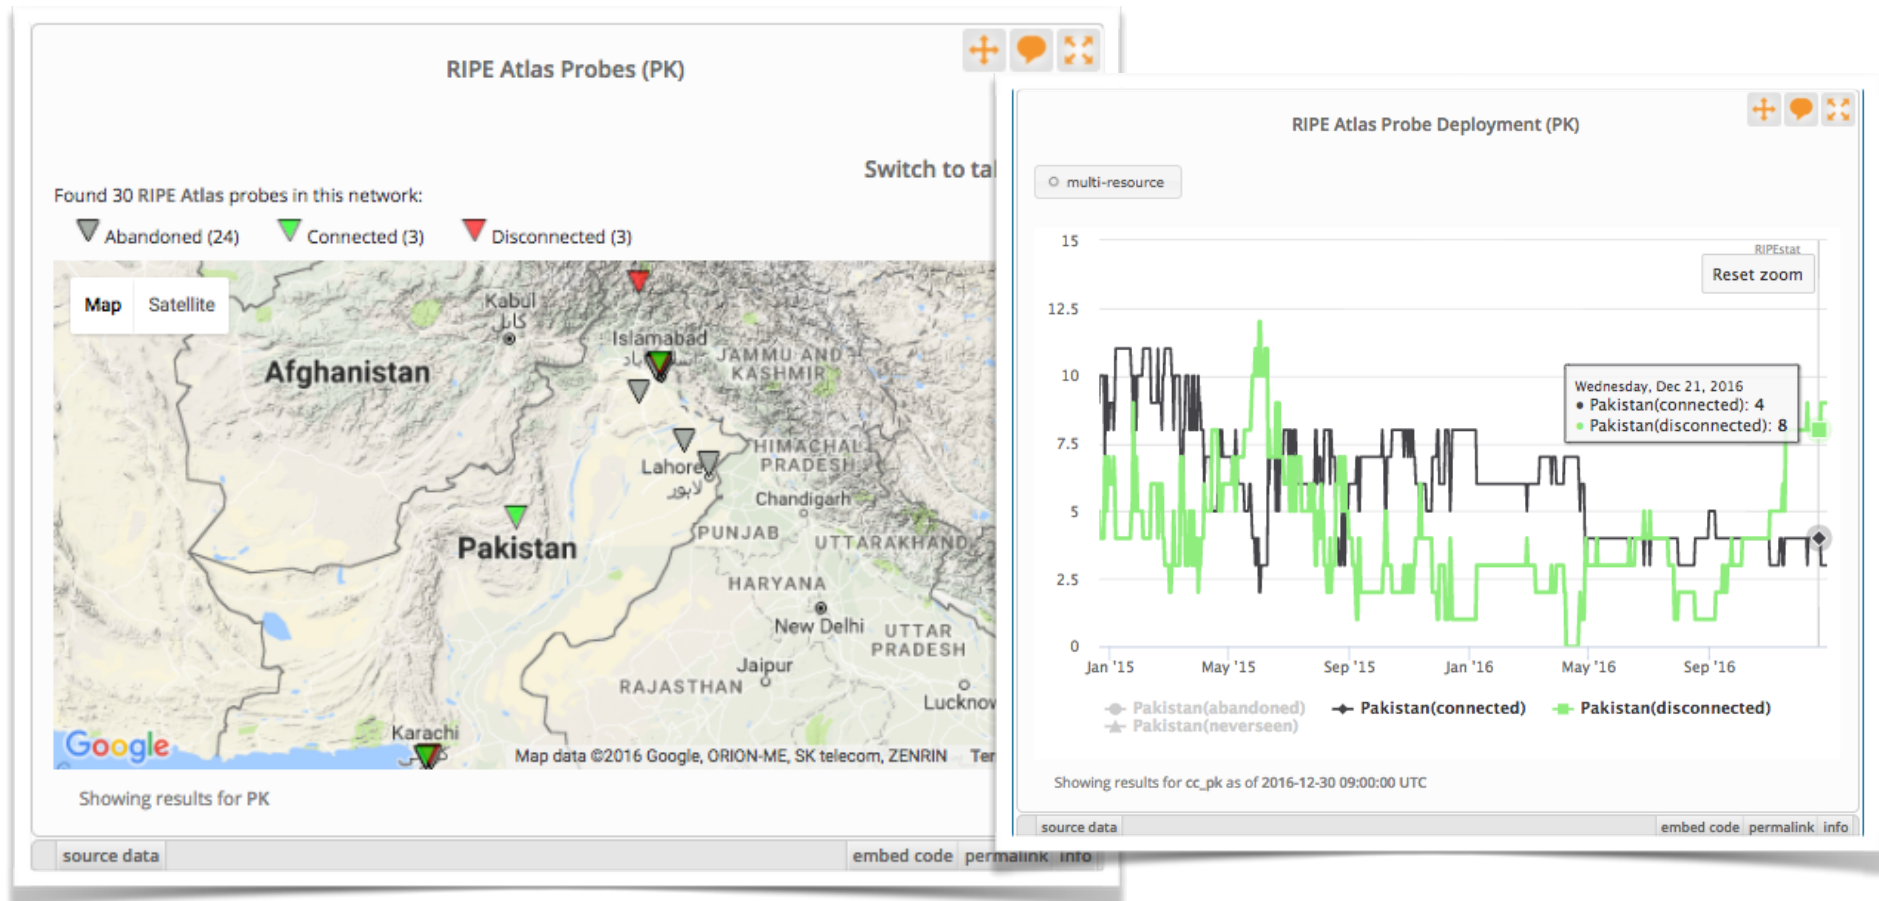 RIPE Atlas Probes (PK)
Switch to ta
Found 30 RIPE Atlas probes in this network:
Abandoned (24)
Connected (3)
Disconnected (3)
Map
Satellite
Kabul
کابل
Islamabad
JAMMU AND
KASHMIR
Afghanistan
HIMACHAL
PRADESH
Lahore
لاہور
Chandigarh
PUNJAB
UTTARAKHAND
Pakistan
HARYANA
New Delhi
UTTAR
PRADESH
Jaipur
RAJASTHAN
Lucknow
Karachi
Google
Map data ©2016 Google, ORION-ME, SK telecom, ZENRIN
Ter
Showing results for PK
source data
embed code
permalink
info
RIPE Atlas Probe Deployment (PK)
multi-resource
15
RIPEstat
Reset zoom
12.5
10
Wednesday, Dec 21, 2016
Pakistan(connected): 4
Pakistan(disconnected): 8
7.5
5
2.5
0
Jan '15
May '15
Sep '15
Jan '16
May '16
Sep '16
Pakistan(abandoned)
Pakistan(connected)
Pakistan(disconnected)
Pakistan(neverseen)
Showing results for cc_pk as of 2016-12-30 09:00:00 UTC
source data
embed code
permalink
info